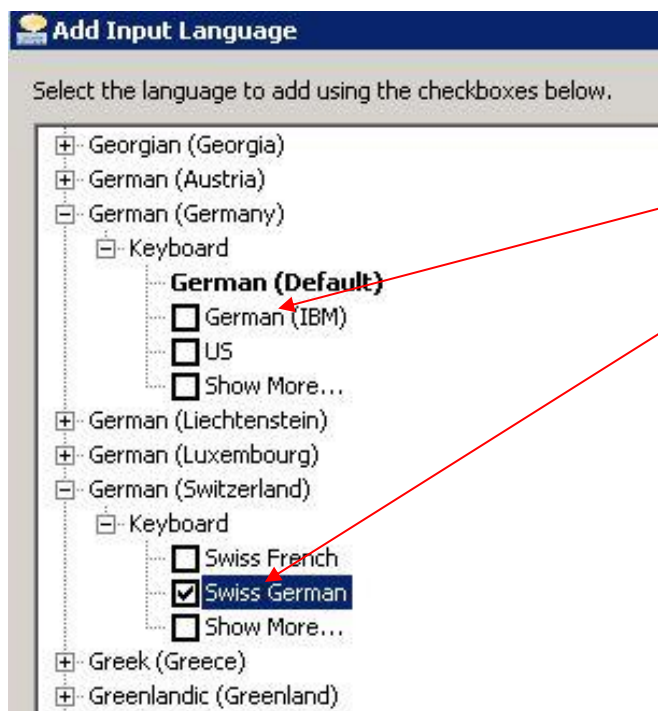 Add Input Language
Select the language to add using the checkboxes below.
Georgian (Georgia)
German (Austria)
German (Germany)
Keyboard
German (Default)
German (IBM)
US
Show More...
German (Liechtenstein)
German (Luxembourg)
German (Switzerland)
Keyboard
Swiss French
Swiss German
Show More...
Greek (Greece)
Greenlandic (Greenland)